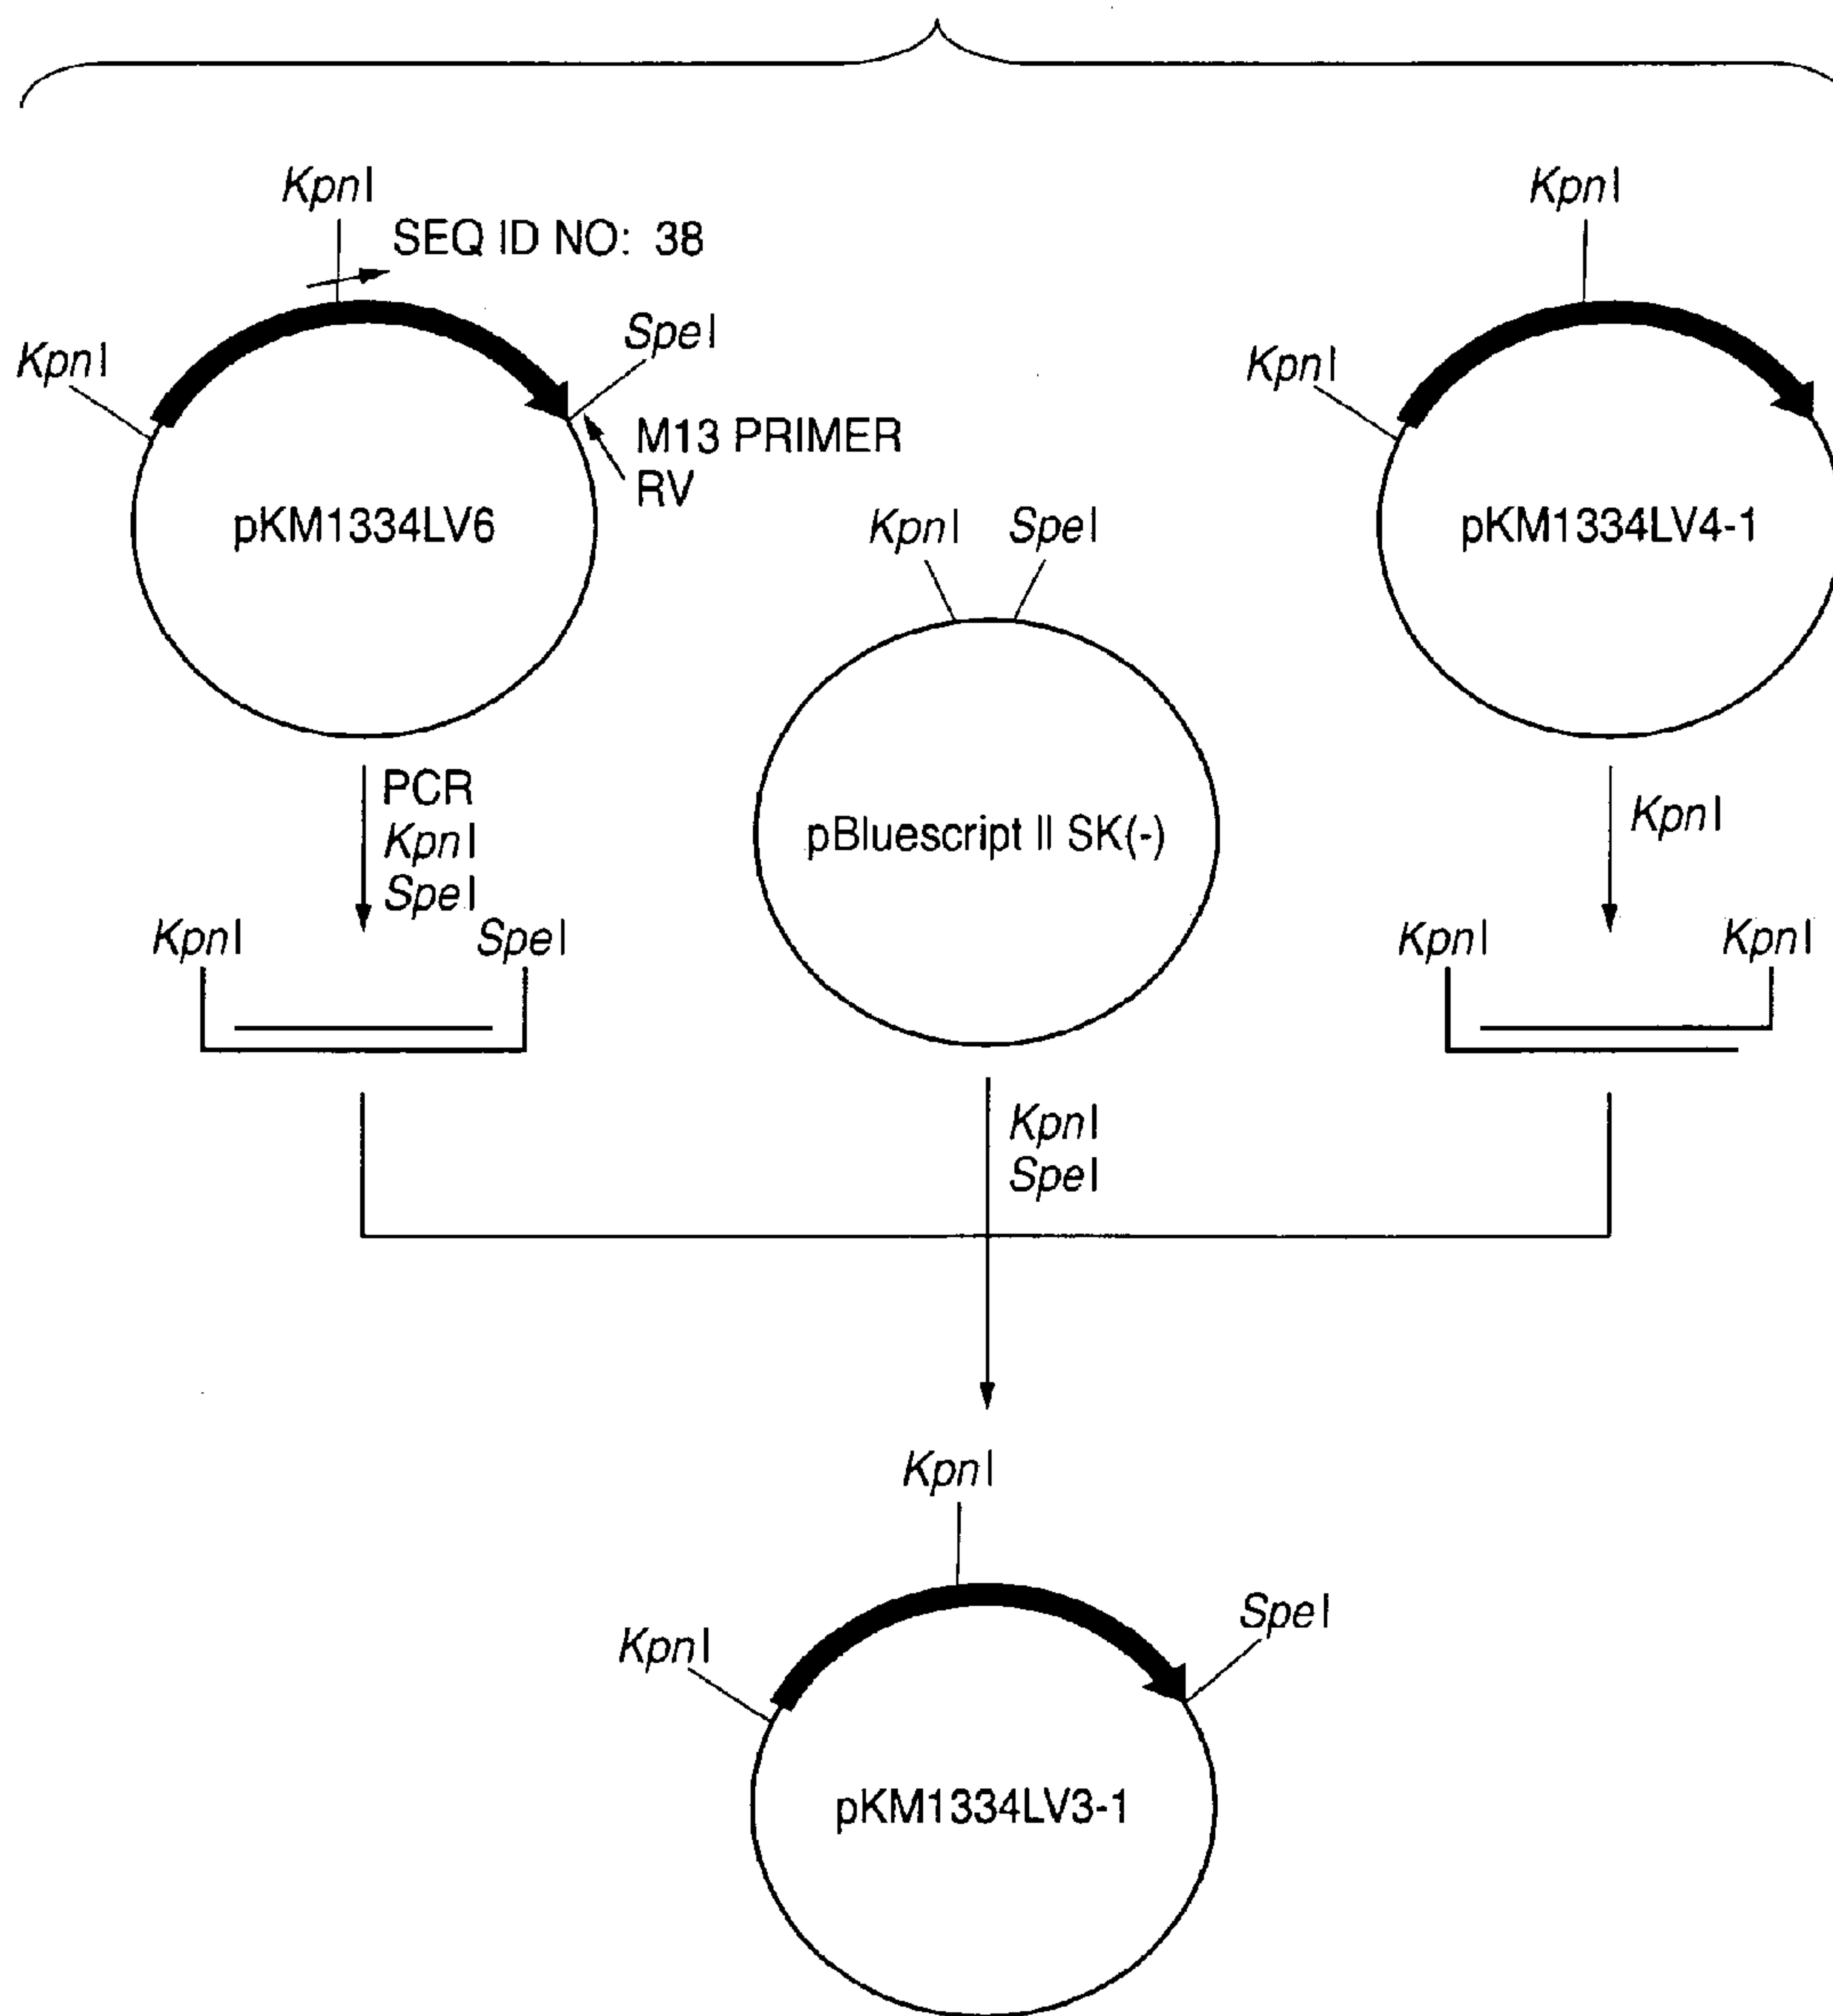 KpnI
SEQ ID NO: 38
KpnI
SpeI
M13 PRIMER
RV
pKM1334LV6
KpnI
KpnI
pKM1334LV4-1
KpnI SpeI
pBluescript II SK(-)
PCR
KpnI
SpeI
KpnI
KpnI SpeI
KpnI KpnI
KpnI
SpeI
KpnI
KpnI
SpeI
pKM1334LV3-1